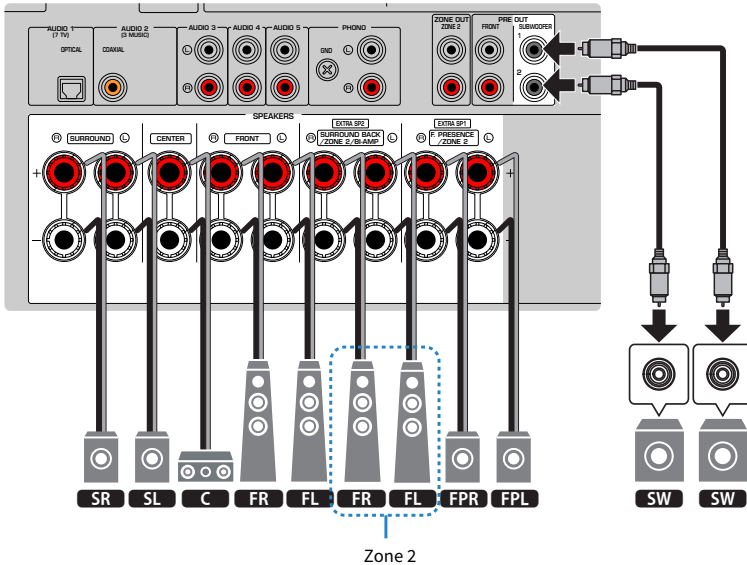 AUDIO 1 AUDIO 2 AUDIO 3 AUDIO 4 AUDIO 5 PHONO ZONE OUT PRE OUT
(7 TV) (3 MUSIC) ZONE 2 FRONT SUBWOOFER
OPTICAL COAXIAL L GND L 1
R R 2
SPEAKERS
EXTRA SP2 EXTRA SP1
R SURROUND L CENTER R FRONT L R SURROUND BACK L R F. PRESENCE L
/ZONE 2/BI-AMP /ZONE 2
+ +
– –
SR SL C FR FL FR FL FPR FPL SW SW
Zone 2